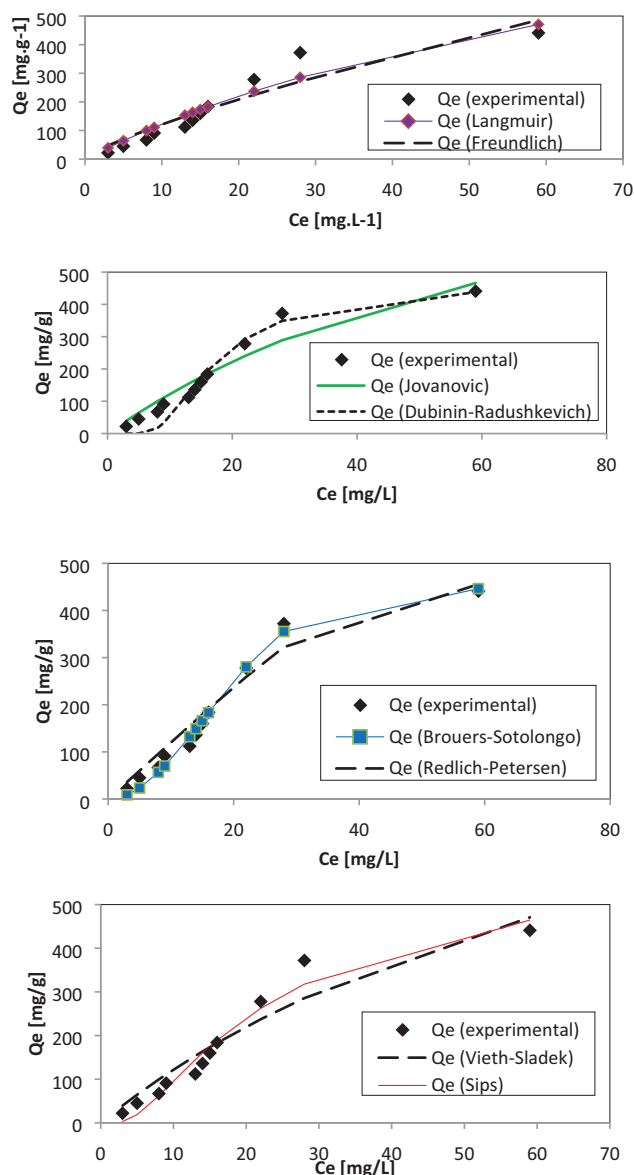 500
400
300
200
100
0
Qe [mg.g-1]
Qe (experimental)
Qe (Langmuir)
Qe (Freundlich)
0 10 20 30 40 50 60 70
Ce [mg.L-1]
500
400
300
200
100
0
Qe [mg/g]
Qe (experimental)
Qe (Jovanovic)
Qe (Dubinin-Radushkevich)
0 20 40 60 80
Ce [mg/L]
500
400
300
200
100
0
Qe [mg/g]
Qe (experimental)
Qe (Brouers-Sotolongo)
Qe (Redlich-Petersen)
0 20 40 60 80
Ce [mg/L]
500
400
300
200
100
0
Qe [mg/g]
Qe (experimental)
Qe (Vieth-Sladek)
Qe (Sips)
0 10 20 30 40 50 60 70
Ce [mg/L]